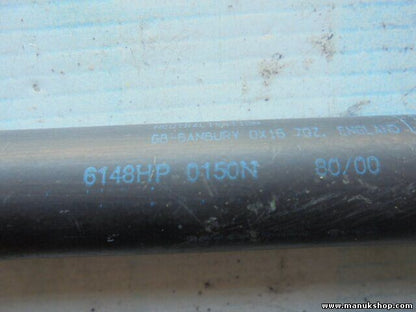 GB-BANBURY OX16 7QZ, ENGLAND
6148HP 0150N 80/00
www.manukshop.com